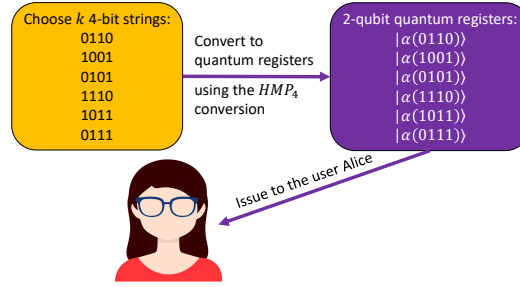 Choose k 4-bit strings:
0110
1001
0101
1110
1011
0111
Convert to
quantum registers
using the HMP₄
conversion
2-qubit quantum registers:
|α(0110)⟩
|α(1001)⟩
|α(0101)⟩
|α(1110)⟩
|α(1011)⟩
|α(0111)⟩
Issue to the user Alice